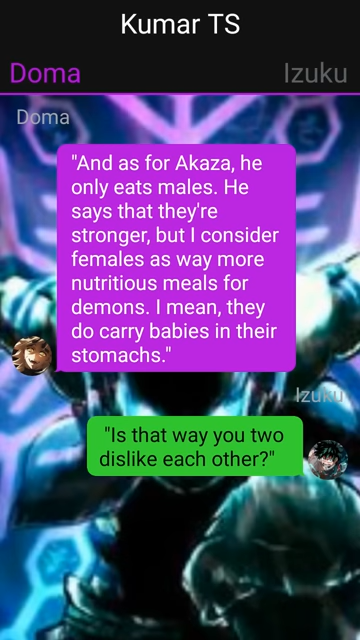 Kumar TS
Doma
Izuku
Doma
"And as for Akaza, he
only eats males. He
says that they're
stronger, but I consider
females as way more
nutritious meals for
demons. I mean, they
do carry babies in their
stomachs."
Izuku
"Is that way you two
dislike each other?"